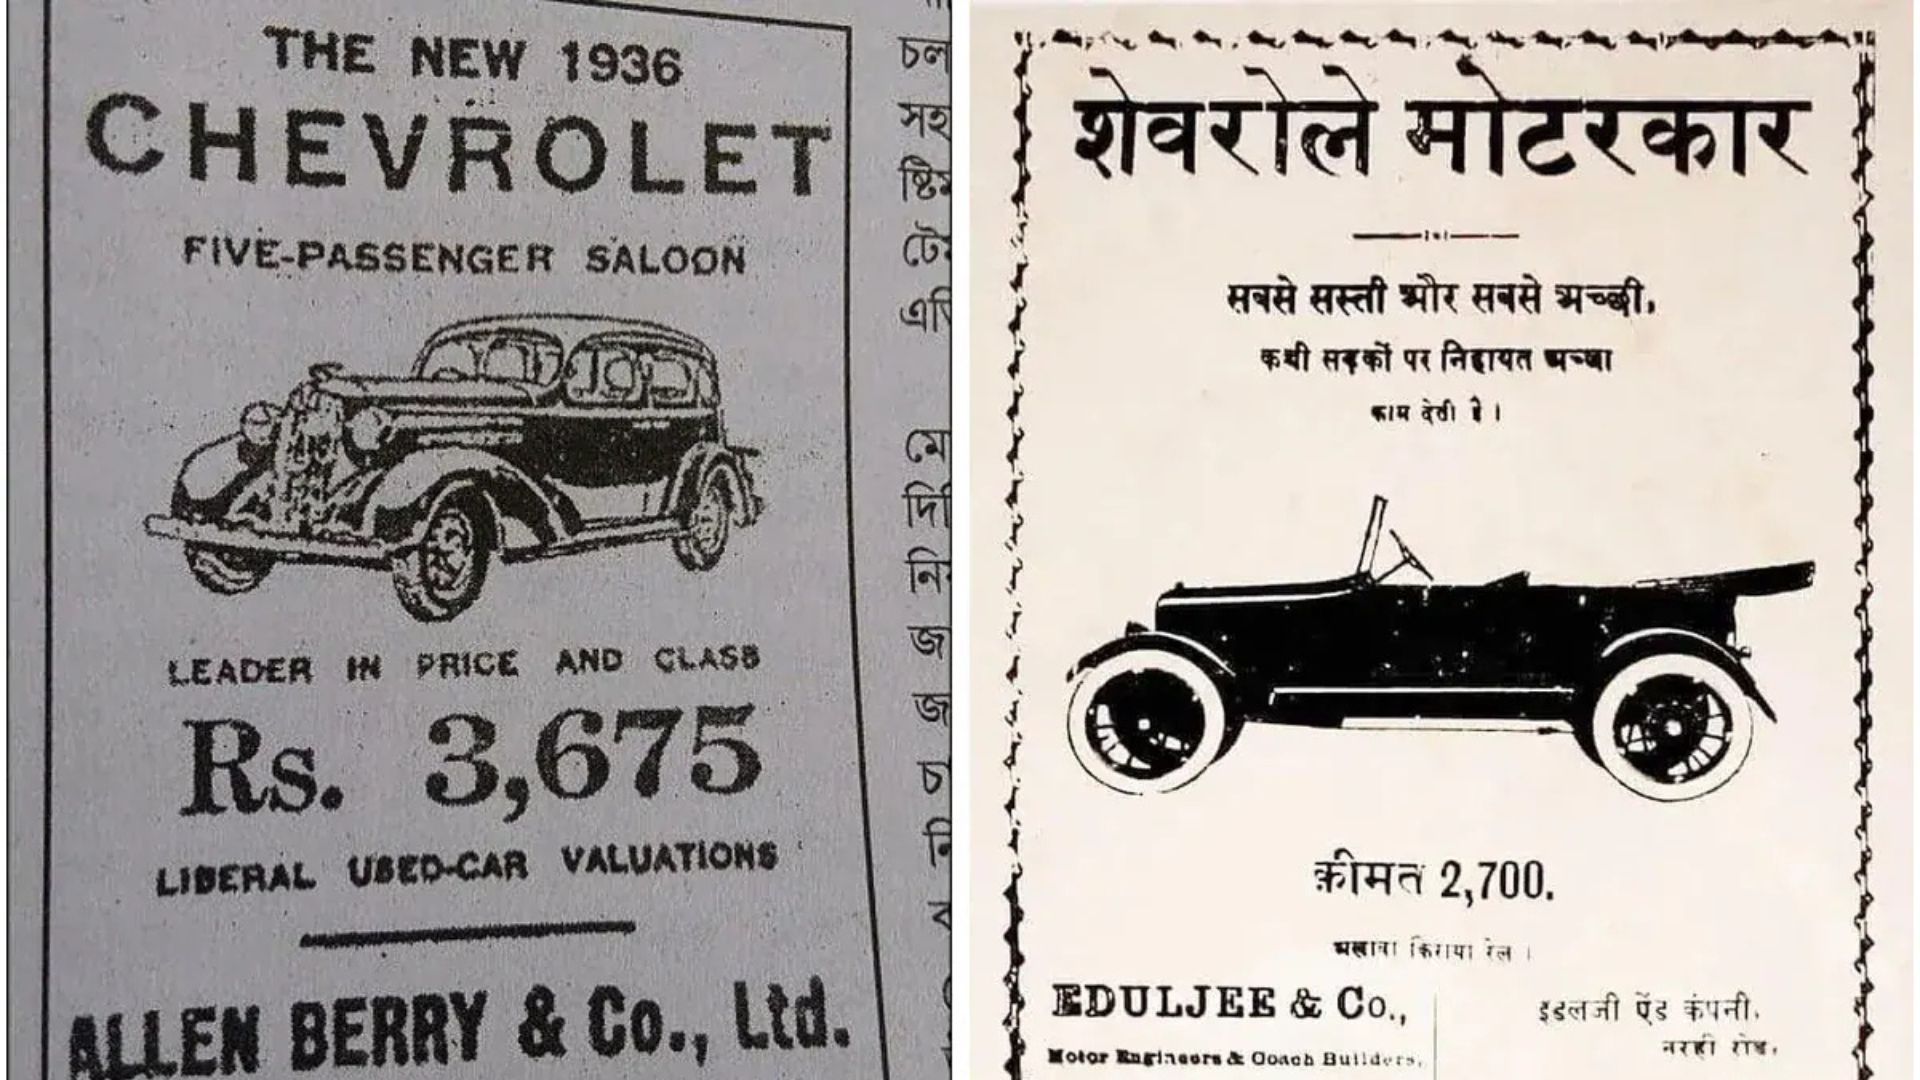 THE NEW 1936
CHEVROLET
FIVE-PASSENGER SALOON
LEADER IN PRICE AND CLASS
Rs. 3,675
LIBERAL USED-CAR VALUATIONS
ALLEN BERRY & Co., Ltd.
চল
সহ
এ
মো
দি
নি
জ
জ
চা
নি
शेवरोले मोटरकार
सबसे सस्ती और सबसे अच्छी,
कच्ची सड़कों पर निहायत अच्छा
काम देती है।
क़ीमत 2,700.
अलावा किराया रेल।
EDULJEE & Co.,
Motor Engineers & Coach Builders,
इडलजी ऐंड कंपनी,
नरही रोड,